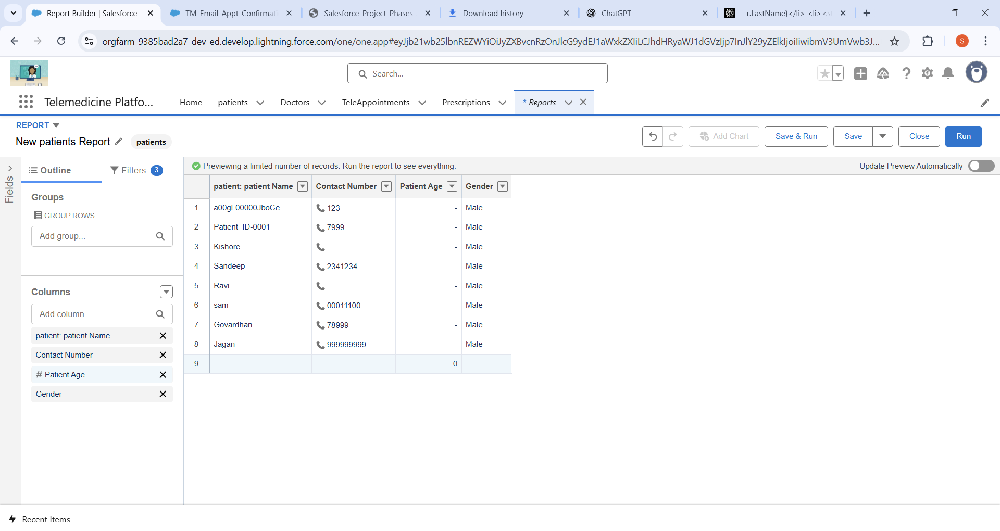 Report Builder | Salesforce
TM_Email_Appt_Confirmati
Salesforce_Project_Phases_
Download history
ChatGPT
__r.LastName}</li> <li><s
orgfarm-9385bad2a7-dev-ed.develop.lightning.force.com/one/one.app#eyJjb21wb25lbnREZWYiOiJyZXBvcnRzOnJlcG9ydEJ1aWxkZXIiLCJhdHRyaWJ1dGVzIjp7InJlY29yZElkIjoiIiwibmV3UmVwb3J...
S
Search...
Telemedicine Platfo...
Home
patients
Doctors
TeleAppointments
Prescriptions
* Reports
REPORT
New patients Report
patients
Add Chart
Save & Run
Save
Close
Run
Fields
Outline
Filters 3
Previewing a limited number of records. Run the report to see everything.
Update Preview Automatically
Groups
GROUP ROWS
Add group...
Columns
Add column...
patient: patient Name
Contact Number
# Patient Age
Gender
patient: patient Name Contact Number Patient Age Gender
1 a00gL00000JboCe 123 - Male
2 Patient_ID-0001 7999 - Male
3 Kishore - - Male
4 Sandeep 2341234 - Male
5 Ravi - - Male
6 sam 00011100 - Male
7 Govardhan 78999 - Male
8 Jagan 999999999 - Male
9 0
Recent Items